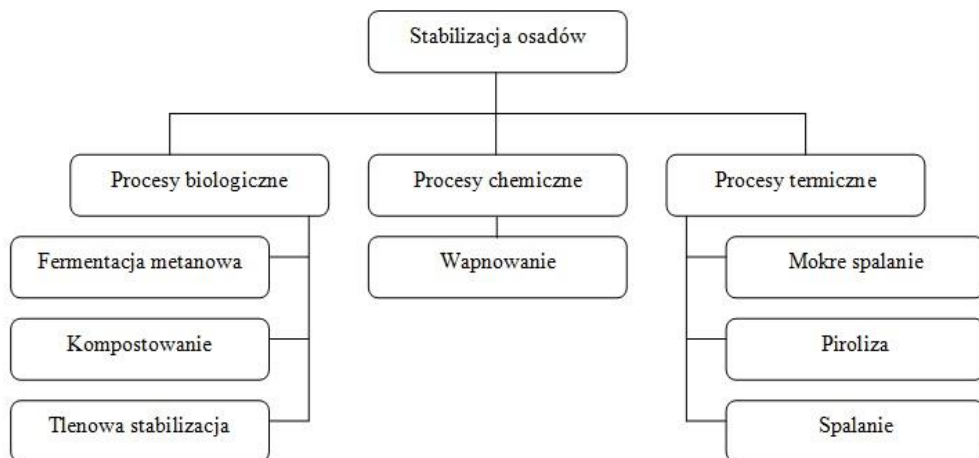 Stabilizacja osadów
Procesy biologiczne
Procesy chemiczne
Procesy termiczne
Fermentacja metanowa
Wapnowanie
Mokre spalanie
Kompostowanie
Piroliza
Tlenowa stabilizacja
Spalanie